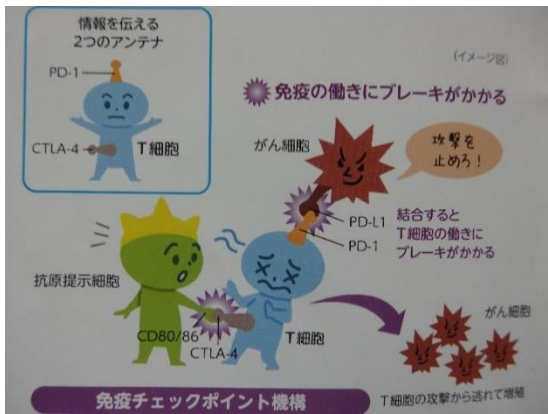 情報を伝える
2つのアンテナ
PD-1
CTLA-4
T細胞
(イメージ図)
免疫の働きにブレーキがかかる
がん細胞
攻撃を
止めろ!
PD-L1
PD-1
結合すると
T細胞の働きに
ブレーキがかかる
抗原提示細胞
CD80/86
CTLA-4
T細胞
がん細胞
T細胞の攻撃から逃れて増殖
免疫チェックポイント機構